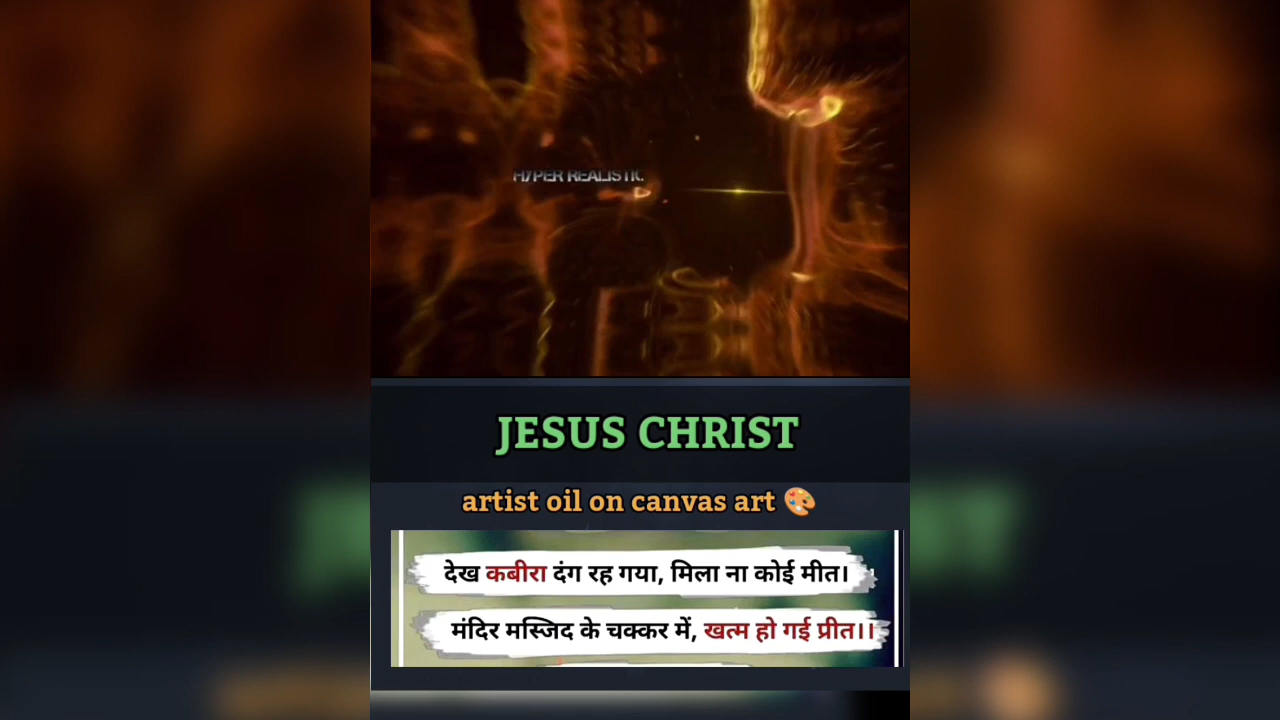 HYPER REALISTIC
JESUS CHRIST
artist oil on canvas art 🎨
देख कबीरा दंग रह गया, मिला ना कोई मीत।
मंदिर मस्जिद के चक्कर में, खत्म हो गई प्रीत।।